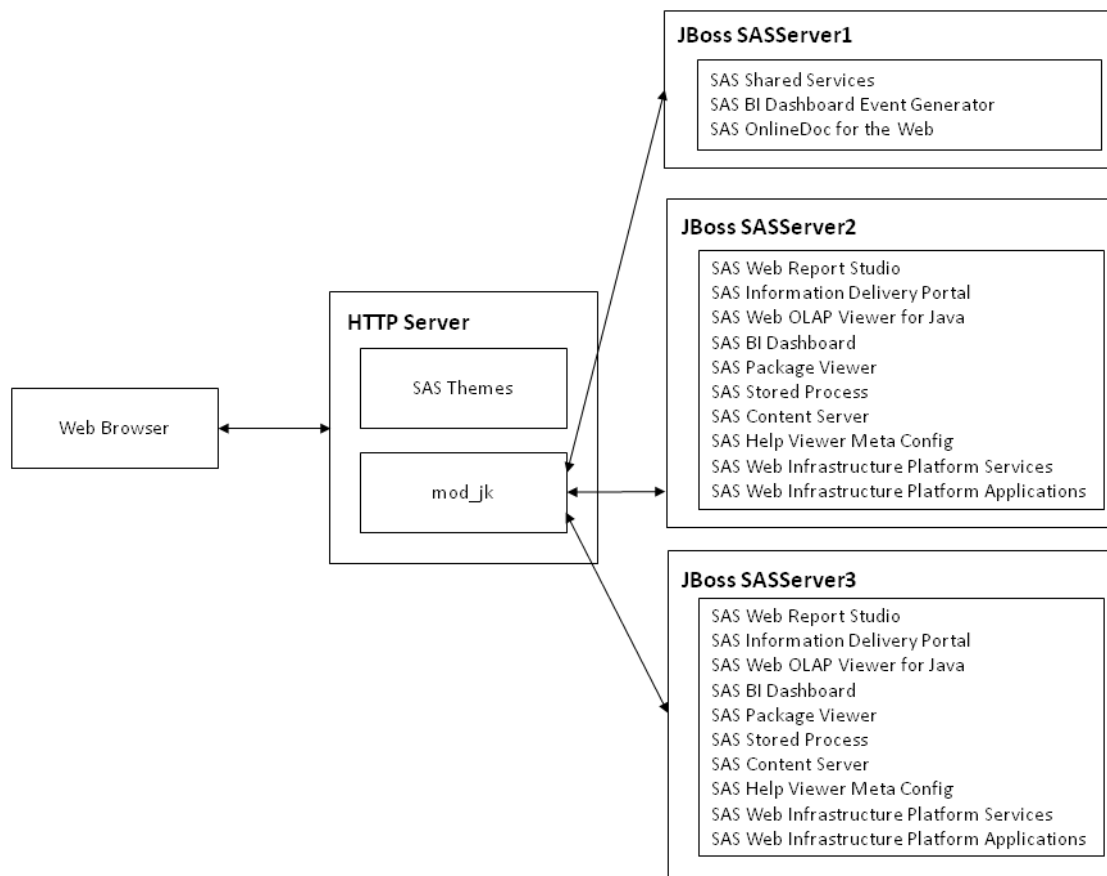 JBoss SASServer1
SAS Shared Services
SAS BI Dashboard Event Generator
SAS OnlineDoc for the Web
JBoss SASServer2
SAS Web Report Studio
SAS Information Delivery Portal
SAS Web OLAP Viewer for Java
SAS BI Dashboard
SAS Package Viewer
SAS Stored Process
SAS Content Server
SAS Help Viewer Meta Config
SAS Web Infrastructure Platform Services
SAS Web Infrastructure Platform Applications
HTTP Server
SAS Themes
mod_jk
Web Browser
JBoss SASServer3
SAS Web Report Studio
SAS Information Delivery Portal
SAS Web OLAP Viewer for Java
SAS BI Dashboard
SAS Package Viewer
SAS Stored Process
SAS Content Server
SAS Help Viewer Meta Config
SAS Web Infrastructure Platform Services
SAS Web Infrastructure Platform Applications